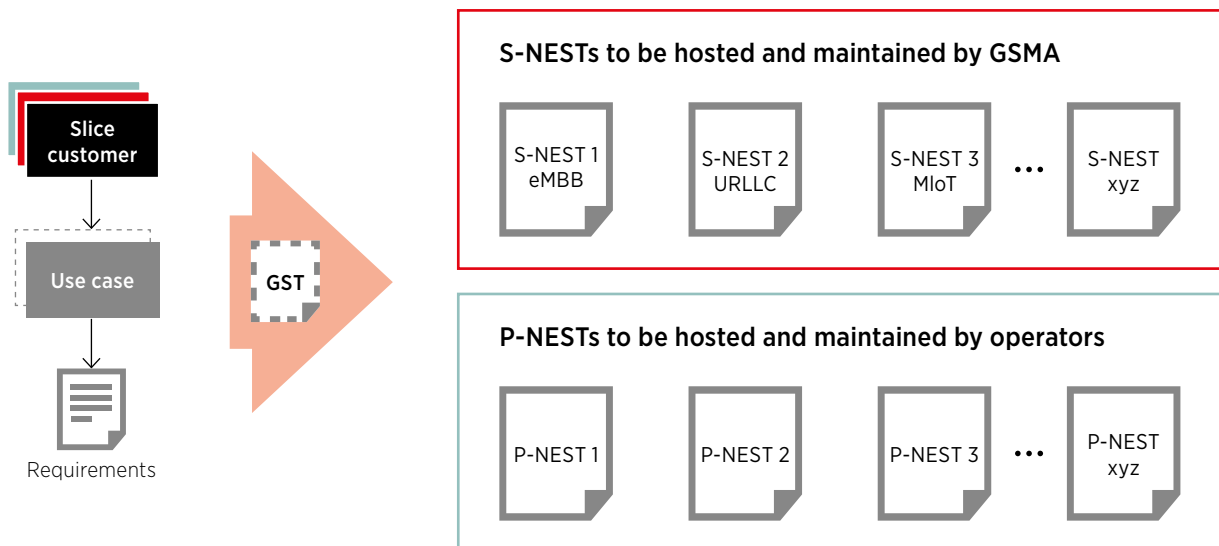 Slice
customer
Use case
Requirements
GST
S-NESTs to be hosted and maintained by GSMA
S-NEST 1
eMBB
S-NEST 2
URLLC
S-NEST 3
MIoT
...
S-NEST
xyz
P-NESTs to be hosted and maintained by operators
P-NEST 1
P-NEST 2
P-NEST 3
...
P-NEST
xyz